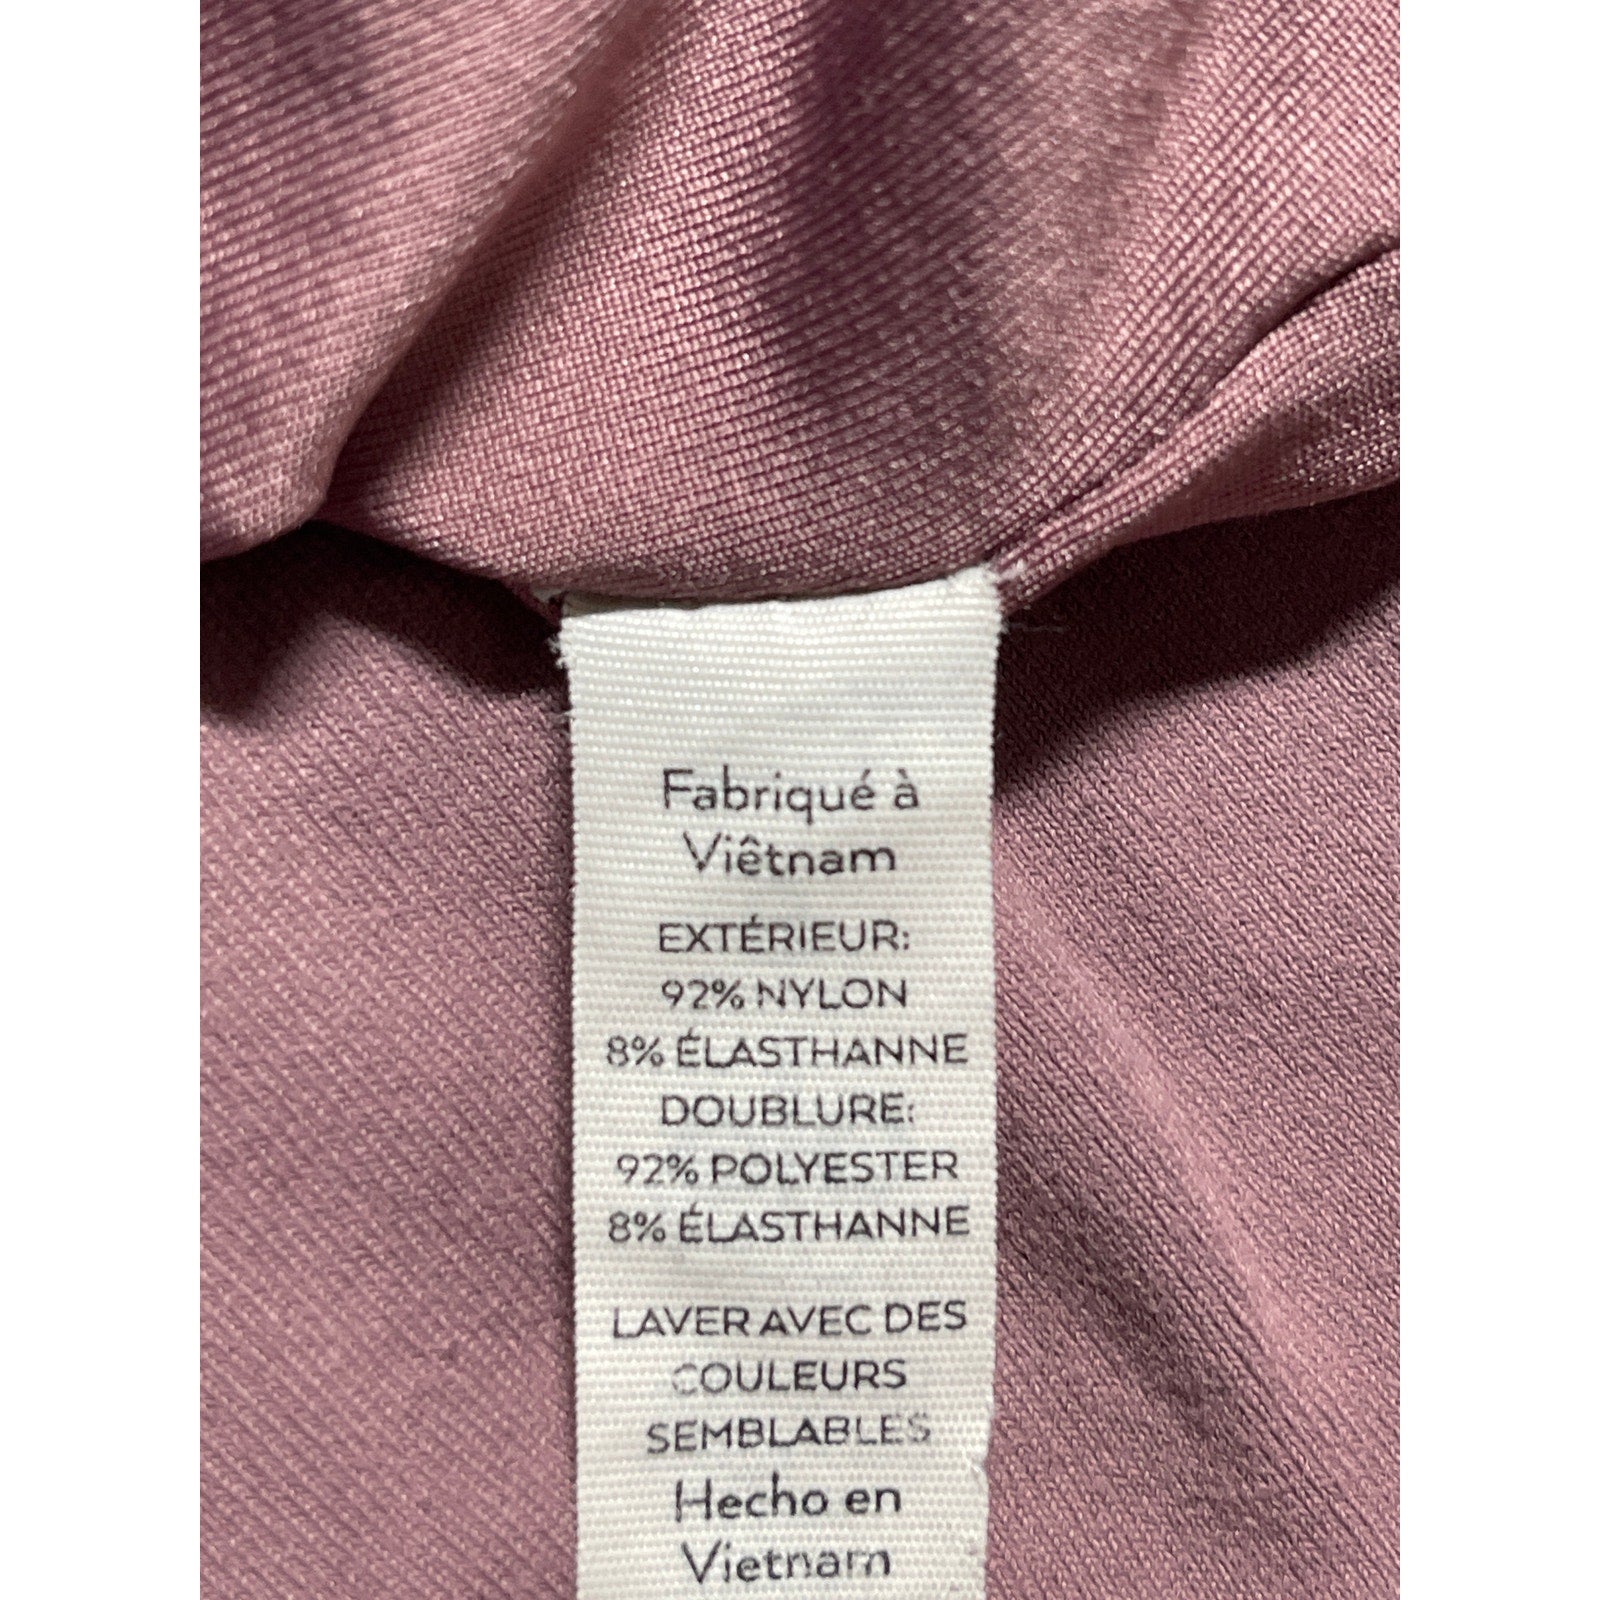 Fabriqué à
Viêtnam
EXTÉRIEUR:
92% NYLON
8% ÉLASTHANNE
DOUBLURE:
92% POLYESTER
8% ÉLASTHANNE
LAVER AVEC DES
COULEURS
SEMBLABLES
Hecho en
Vietnam